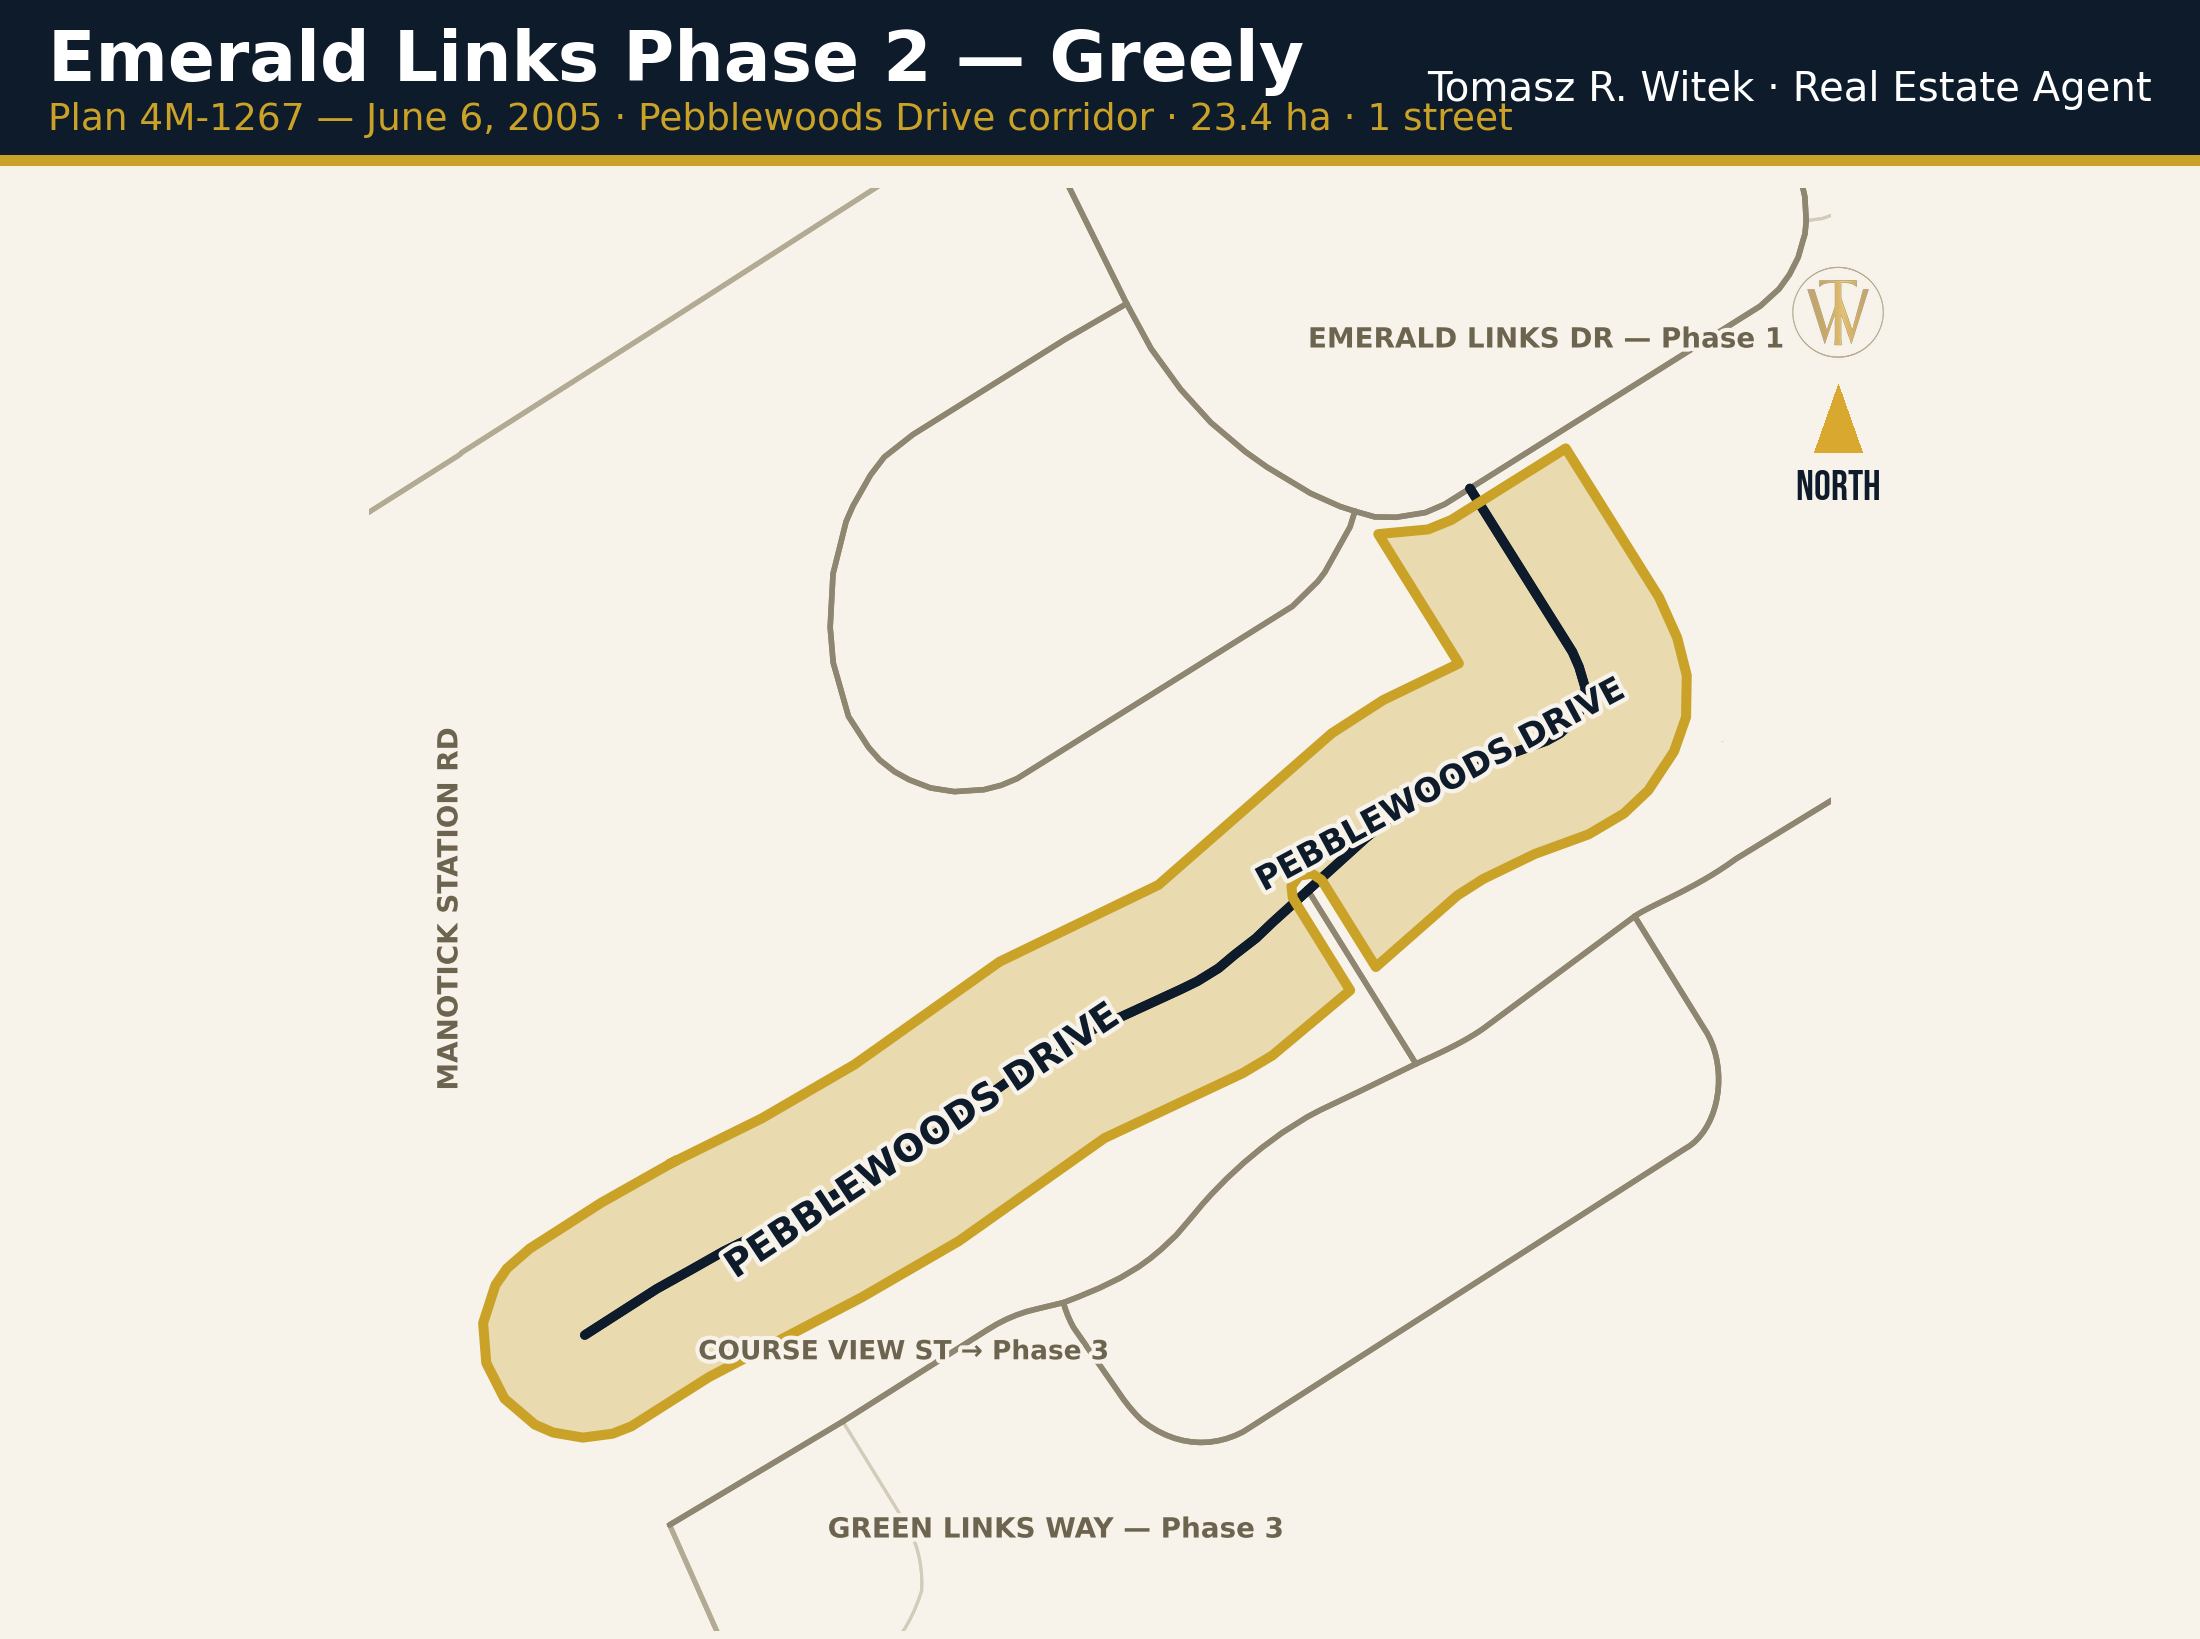 Emerald Links Phase 2 — Greely
Tomasz R. Witek · Real Estate Agent
Plan 4M-1267 — June 6, 2005 · Pebblewoods Drive corridor · 23.4 ha · 1 street
EMERALD LINKS DR — Phase 1
TW
NORTH
PEBBLEWOODS DRIVE
MANOTICK STATION RD
PEBBLEWOODS DRIVE
COURSE VIEW ST → Phase 3
GREEN LINKS WAY — Phase 3